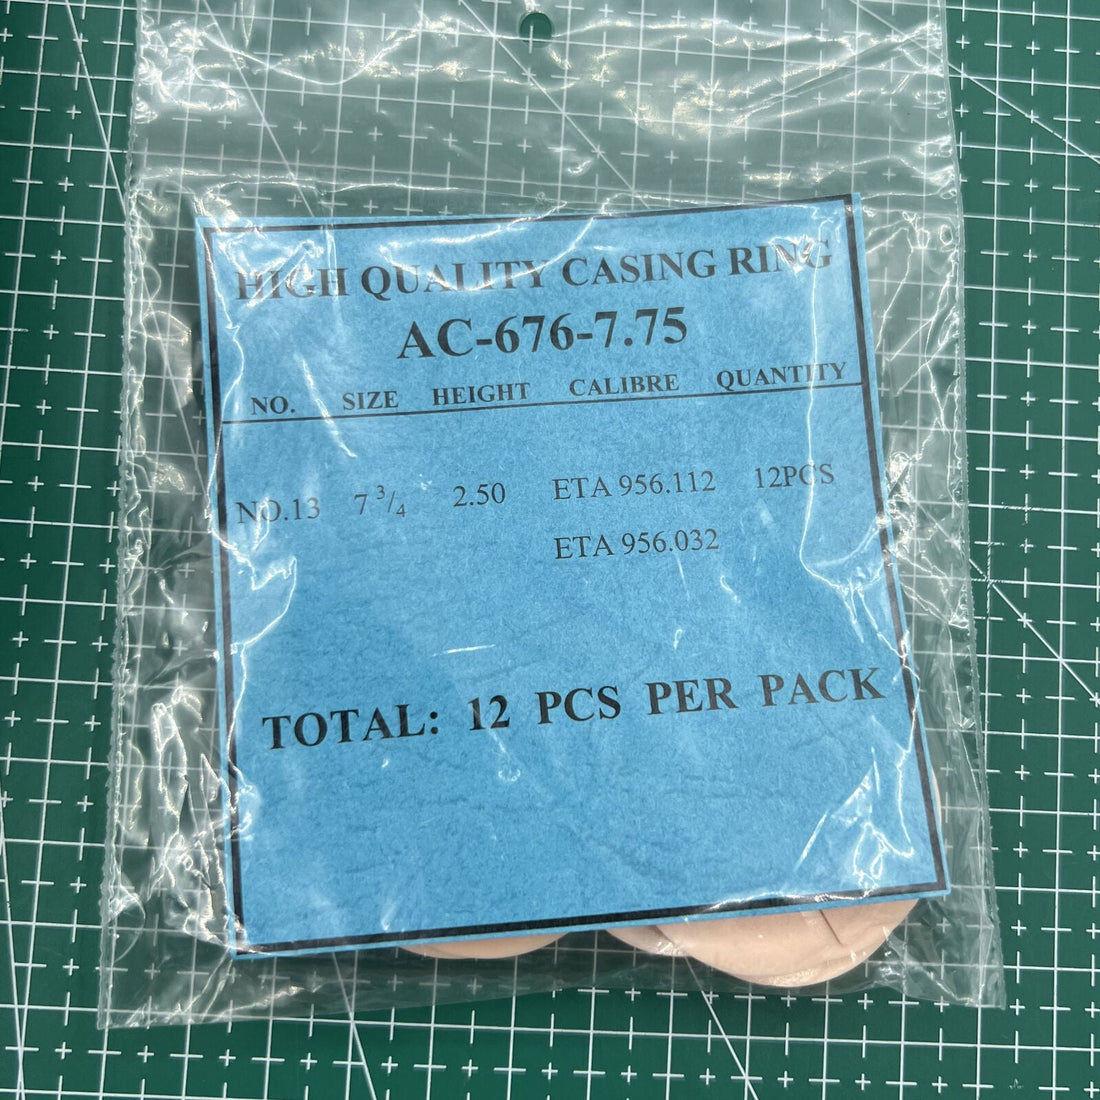 HIGH QUALITY CASING RING
AC-676-7.75
NO. SIZE HEIGHT CALIBRE QUANTITY
NO.13 7 3/4 2.50 ETA 956.112 12PCS
ETA 956.032
TOTAL: 12 PCS PER PACK